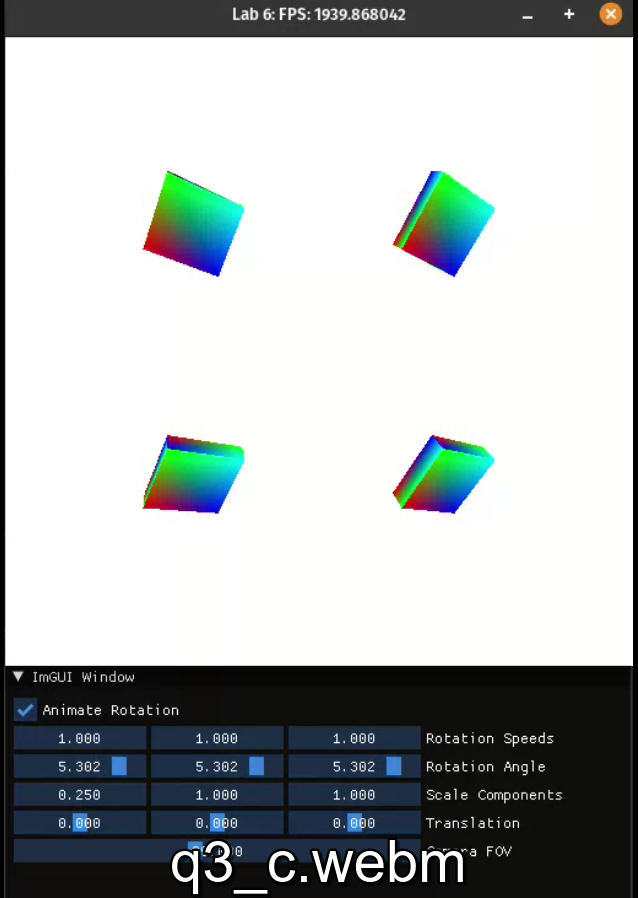 Lab 6: FPS: 1939.868042
ImGUI Window
Animate Rotation
1.000 1.000 1.000 Rotation Speeds
5.302 5.302 5.302 Rotation Angle
0.250 1.000 1.000 Scale Components
0.000 0.000 0.000 Translation
FOV
q3_c.webm